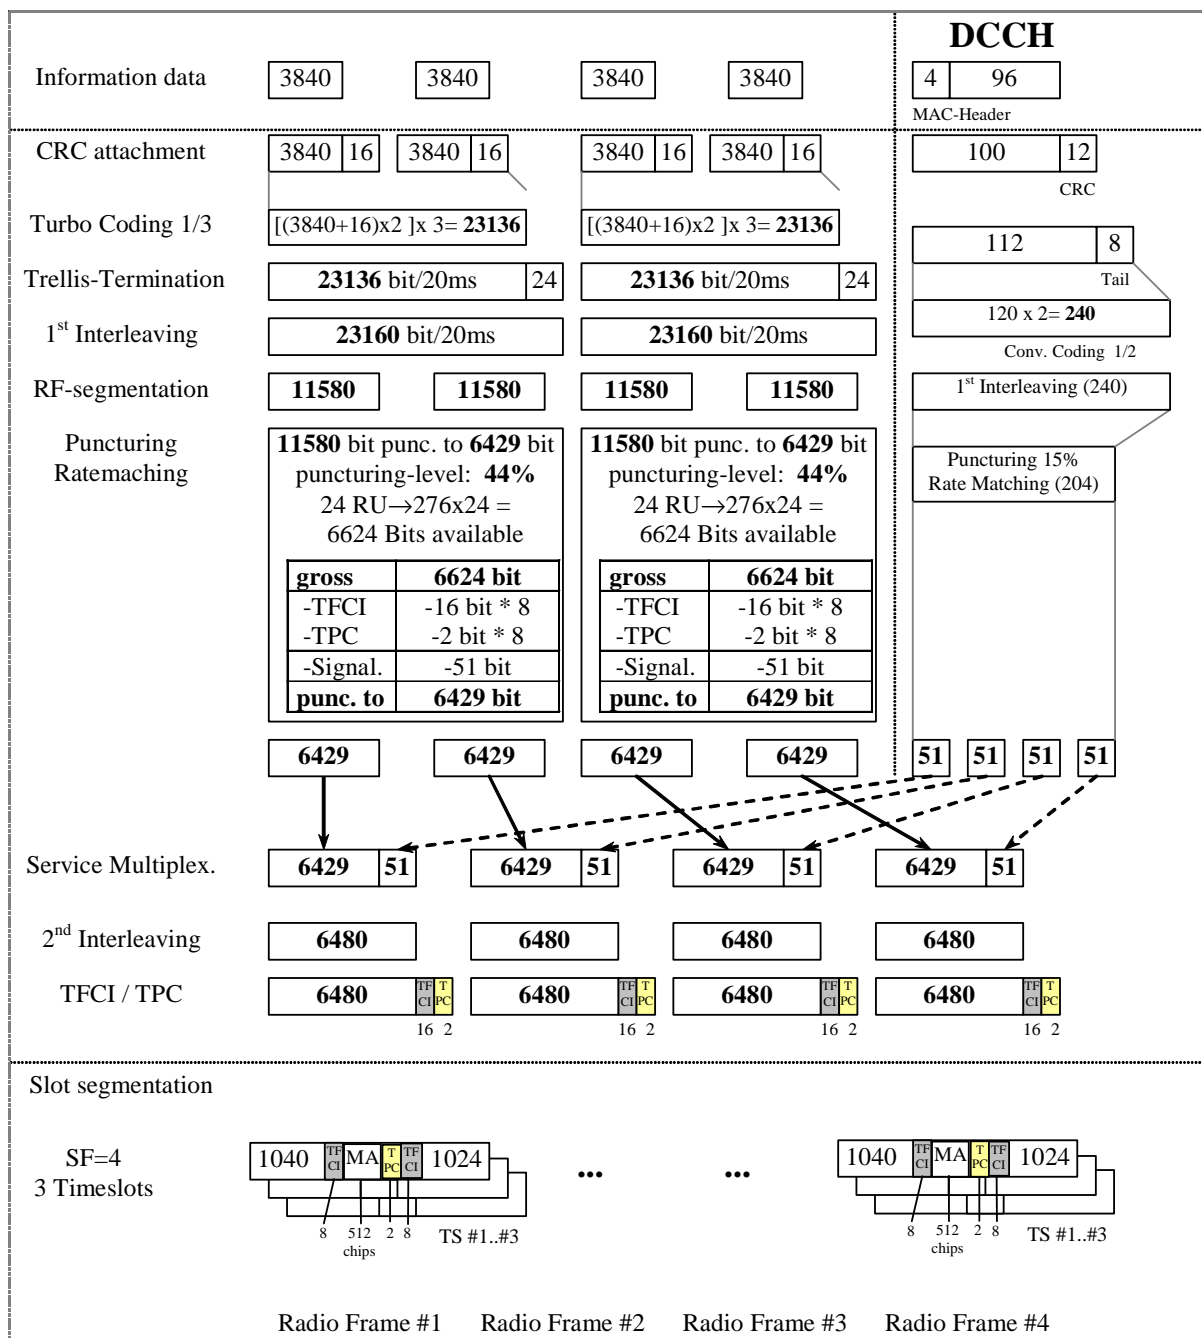 DCCH
Information data 3840 3840 3840 3840 4 96
MAC-Header
CRC attachment 3840 16 3840 16 3840 16 3840 16 100 12
CRC
Turbo Coding 1/3 [(3840+16)x2 ]x 3= 23136 [(3840+16)x2 ]x 3= 23136 112 8
Trellis-Termination 23136 bit/20ms 24 23136 bit/20ms 24 Tail
120 x 2= 240
1st Interleaving 23160 bit/20ms 23160 bit/20ms
Conv. Coding 1/2
RF-segmentation 11580 11580 11580 11580 1st Interleaving (240)
Puncturing
Ratemaching
11580 bit punc. to 6429 bit
puncturing-level: 44%
24 RU→276x24 =
6624 Bits available
gross 6624 bit
-TFCI -16 bit * 8
-TPC -2 bit * 8
-Signal. -51 bit
punc. to 6429 bit
11580 bit punc. to 6429 bit
puncturing-level: 44%
24 RU→276x24 =
6624 Bits available
gross 6624 bit
-TFCI -16 bit * 8
-TPC -2 bit * 8
-Signal. -51 bit
punc. to 6429 bit
Puncturing 15%
Rate Matching (204)
6429 6429 6429 6429 51 51 51 51
Service Multiplex. 6429 51 6429 51 6429 51 6429 51
2nd Interleaving 6480 6480 6480 6480
TFCI / TPC 6480 TF CI T PC 6480 TF CI T PC 6480 TF CI T PC 6480 TF CI T PC
16 2 16 2 16 2 16 2
Slot segmentation
SF=4
3 Timeslots
1040 TF CI MA T PC TF CI 1024 ... ... 1040 TF CI MA T PC TF CI 1024
8 512 2 8 TS #1..#3 8 512 2 8 TS #1..#3
chips chips
Radio Frame #1 Radio Frame #2 Radio Frame #3 Radio Frame #4